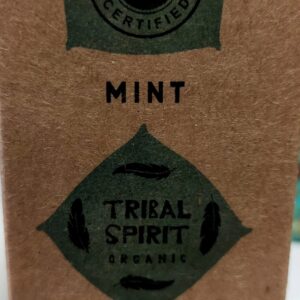 CERTIFIED
MINT
TRIBAL
SPIRIT
ORGANIC